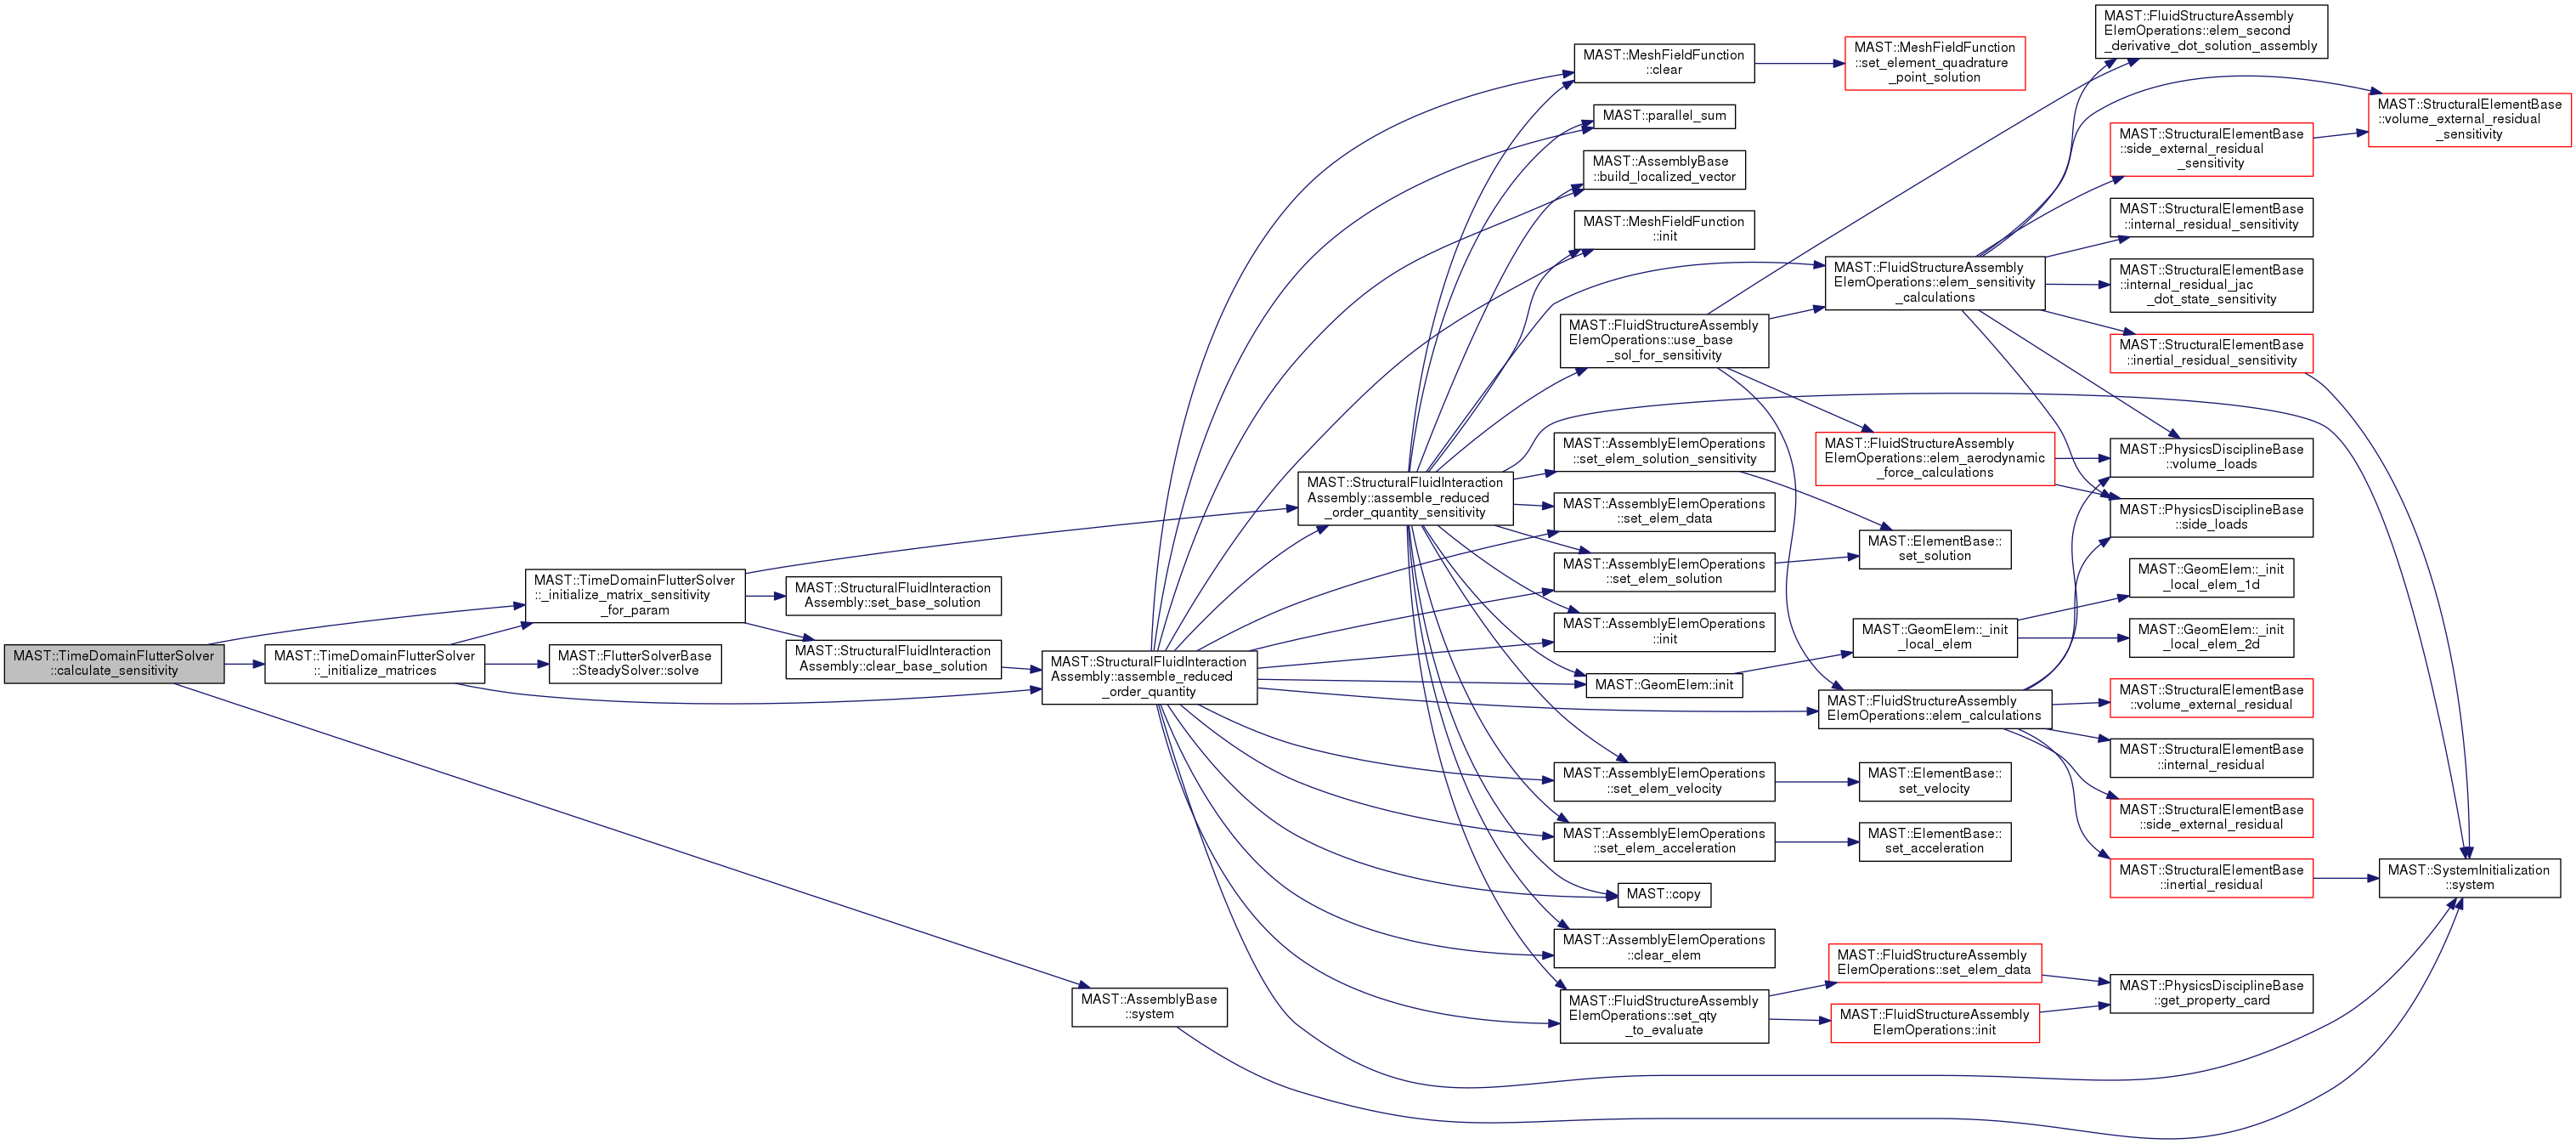 MAST::TimeDomainFlutterSolver
::calculate_sensitivity
MAST::TimeDomainFlutterSolver
::_initialize_matrices
MAST::TimeDomainFlutterSolver
::_initialize_matrix_sensitivity
_for_param
MAST::FlutterSolverBase
::SteadySolver::solve
MAST::StructuralFluidInteraction
Assembly::set_base_solution
MAST::StructuralFluidInteraction
Assembly::clear_base_solution
MAST::StructuralFluidInteraction
Assembly::assemble_reduced
_order_quantity
MAST::AssemblyBase
::system
MAST::StructuralFluidInteraction
Assembly::assemble_reduced
_order_quantity_sensitivity
MAST::MeshFieldFunction
::clear
MAST::parallel_sum
MAST::AssemblyBase
::build_localized_vector
MAST::MeshFieldFunction
::init
MAST::FluidStructureAssembly
ElemOperations::use_base
_sol_for_sensitivity
MAST::AssemblyElemOperations
::set_elem_solution_sensitivity
MAST::AssemblyElemOperations
::set_elem_data
MAST::AssemblyElemOperations
::set_elem_solution
MAST::AssemblyElemOperations
::init
MAST::GeomElem::init
MAST::AssemblyElemOperations
::set_elem_velocity
MAST::AssemblyElemOperations
::set_elem_acceleration
MAST::copy
MAST::AssemblyElemOperations
::clear_elem
MAST::FluidStructureAssembly
ElemOperations::set_qty
_to_evaluate
MAST::MeshFieldFunction
::set_element_quadrature
_point_solution
MAST::FluidStructureAssembly
ElemOperations::elem_sensitivity
_calculations
MAST::FluidStructureAssembly
ElemOperations::elem_aerodynamic
_force_calculations
MAST::ElementBase::
set_solution
MAST::GeomElem::_init
_local_elem
MAST::FluidStructureAssembly
ElemOperations::elem_calculations
MAST::ElementBase::
set_velocity
MAST::ElementBase::
set_acceleration
MAST::FluidStructureAssembly
ElemOperations::set_elem_data
MAST::FluidStructureAssembly
ElemOperations::init
MAST::FluidStructureAssembly
ElemOperations::elem_second
_derivative_dot_solution_assembly
MAST::StructuralElementBase
::side_external_residual
_sensitivity
MAST::StructuralElementBase
::internal_residual_sensitivity
MAST::StructuralElementBase
::internal_residual_jac
_dot_state_sensitivity
MAST::StructuralElementBase
::inertial_residual_sensitivity
MAST::PhysicsDisciplineBase
::volume_loads
MAST::PhysicsDisciplineBase
::side_loads
MAST::GeomElem::_init
_local_elem_1d
MAST::GeomElem::_init
_local_elem_2d
MAST::StructuralElementBase
::volume_external_residual
MAST::StructuralElementBase
::internal_residual
MAST::StructuralElementBase
::side_external_residual
MAST::StructuralElementBase
::inertial_residual
MAST::PhysicsDisciplineBase
::get_property_card
MAST::StructuralElementBase
::volume_external_residual
_sensitivity
MAST::SystemInitialization
::system